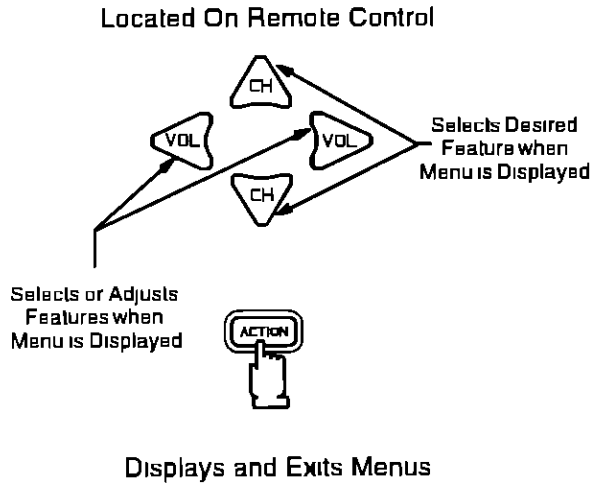 Located On Remote Control
CH
VOL
VOL
CH
Selects Desired
Feature when
Menu is Displayed
Selects or Adjusts
Features when
Menu is Displayed
ACTION
Displays and Exits Menus